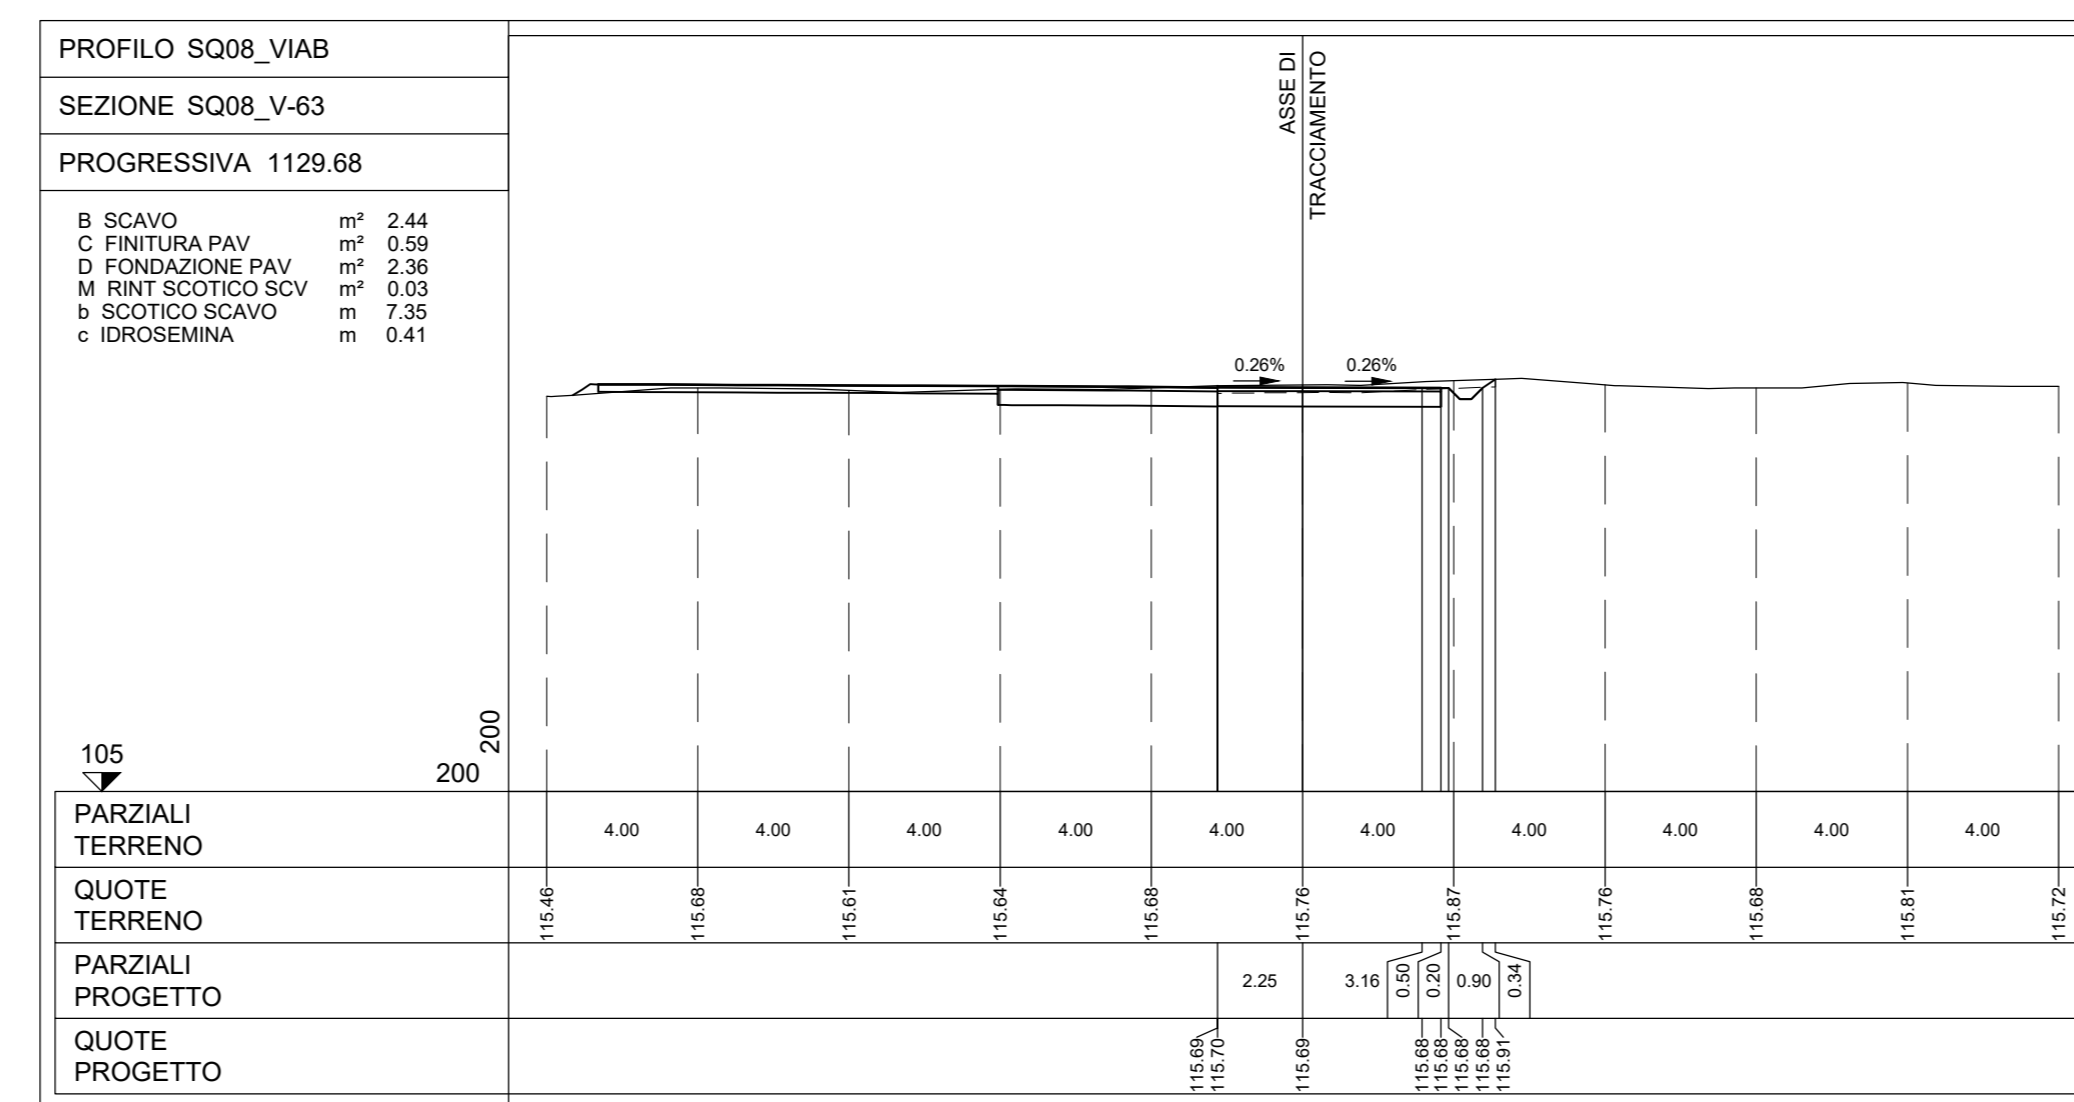 PROFILO SQ08_VIAB
SEZIONE SQ08_V-63
PROGRESSIVA 1129.68
B SCAVO m² 2.44
C FINITURA PAV m² 0.59
D FONDAZIONE PAV m² 2.36
M RINT SCOTICO SCV m² 0.03
b SCOTICO SCAVO m 7.35
c IDROSEMINA m 0.41
ASSE DI
TRACCIAMENTO
0.26% 0.26%
105
200
200
PARZIALI
TERRENO
4.00 4.00 4.00 4.00 4.00 4.00 4.00 4.00 4.00 4.00
QUOTE
TERRENO
115.46 115.68 115.61 115.64 115.68 115.76 115.87 115.76 115.68 115.81 115.72
PARZIALI
PROGETTO
2.25 3.16 0.50 0.20 0.90 0.34
QUOTE
PROGETTO
115.69 115.70 115.69 115.68 115.68 115.68 115.68 115.91